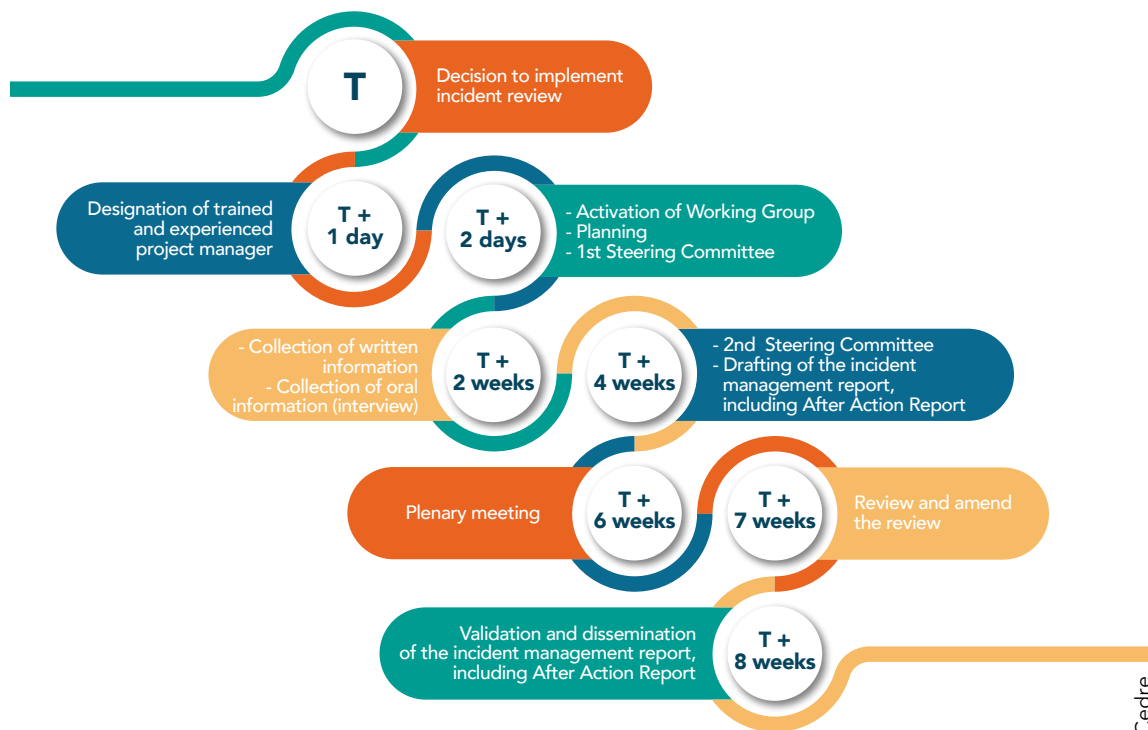 T
Decision to implement
incident review
Designation of trained
and experienced
project manager
T +
1 day
T +
2 days
- Activation of Working Group
- Planning
- 1st Steering Committee
- Collection of written
information
- Collection of oral
information (interview)
T +
2 weeks
T +
4 weeks
- 2nd Steering Committee
- Drafting of the incident
management report,
including After Action Report
Plenary meeting
T +
6 weeks
T +
7 weeks
Review and amend
the review
Validation and dissemination
of the incident management report,
including After Action Report
T +
8 weeks
Cedre